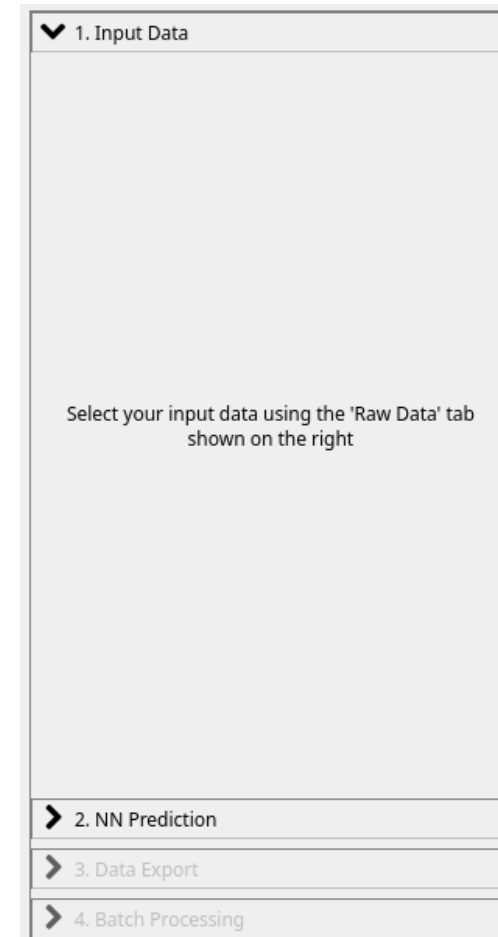 1. Input Data
Select your input data using the 'Raw Data' tab
shown on the right
2. NN Prediction
3. Data Export
4. Batch Processing